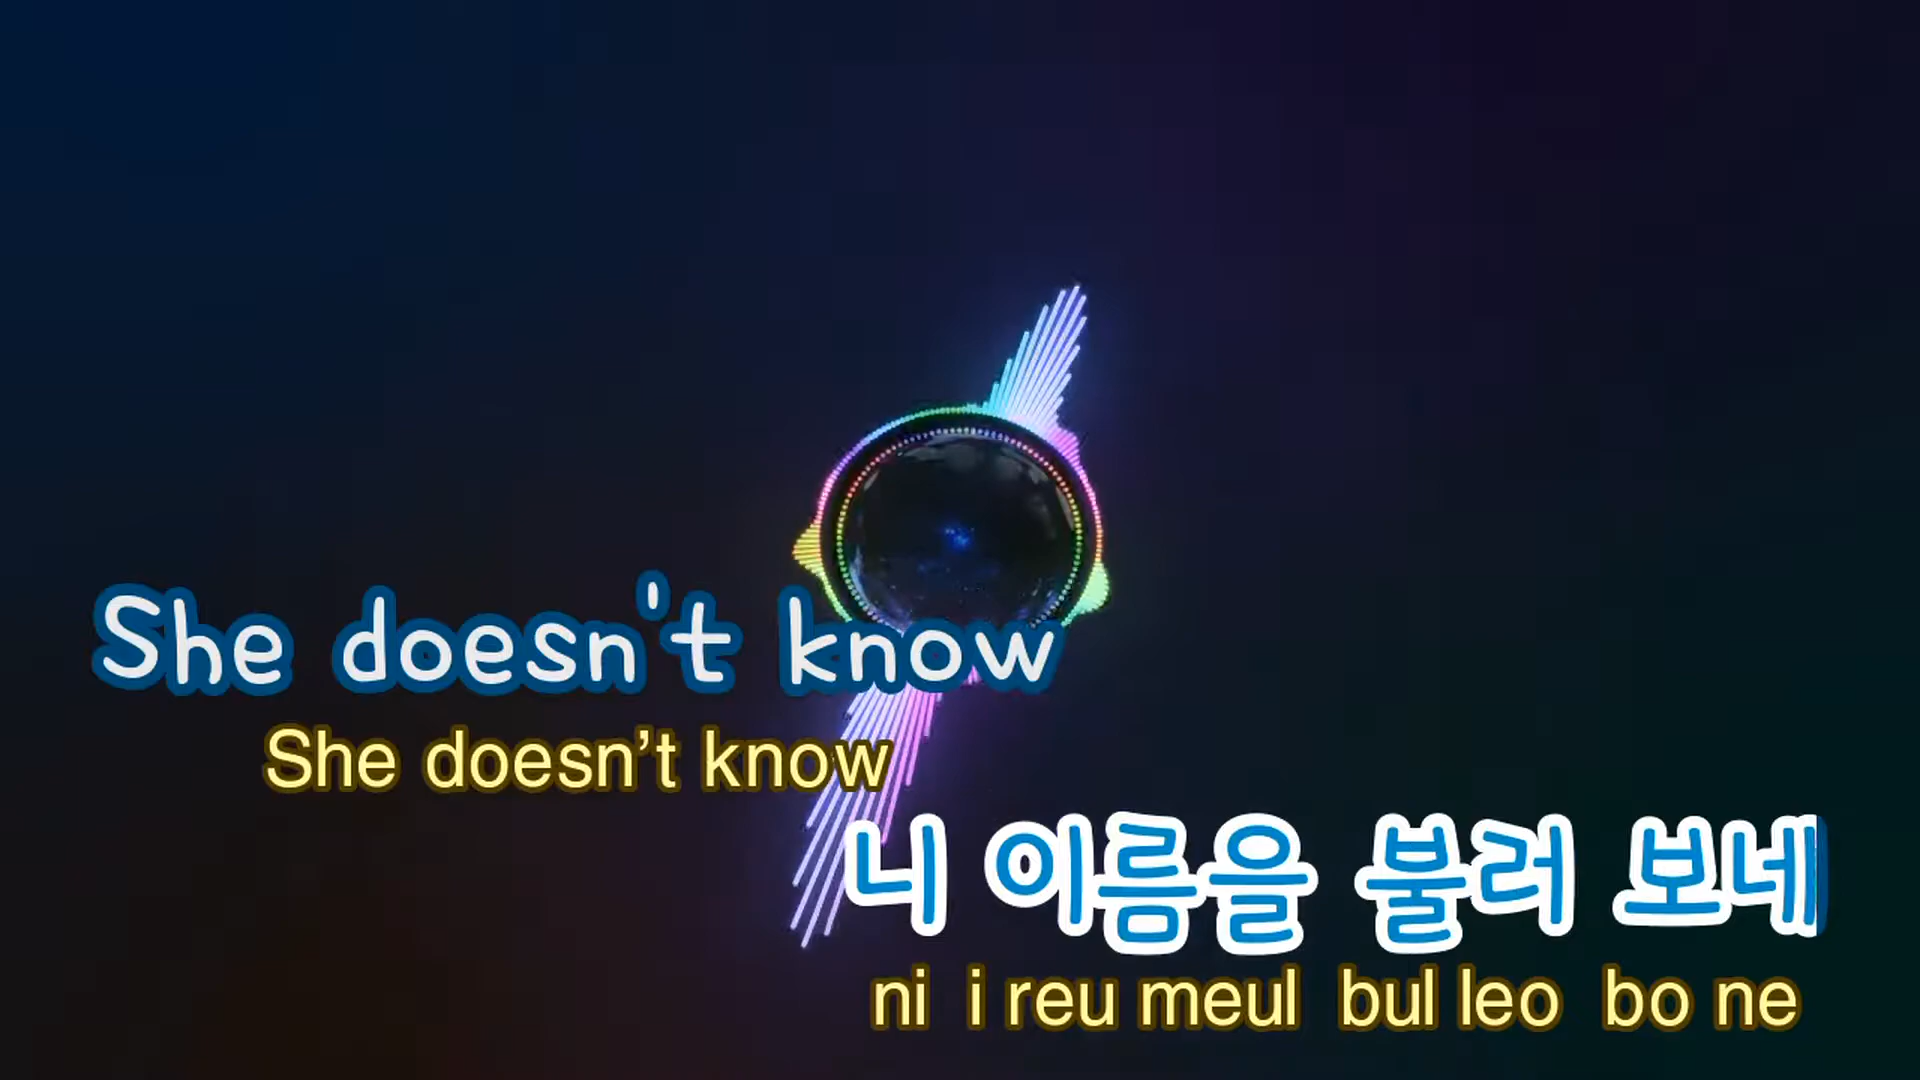 She doesn't know
She doesn’t know
니 이름을 불러 보네
ni i reu meul bul leo bo ne